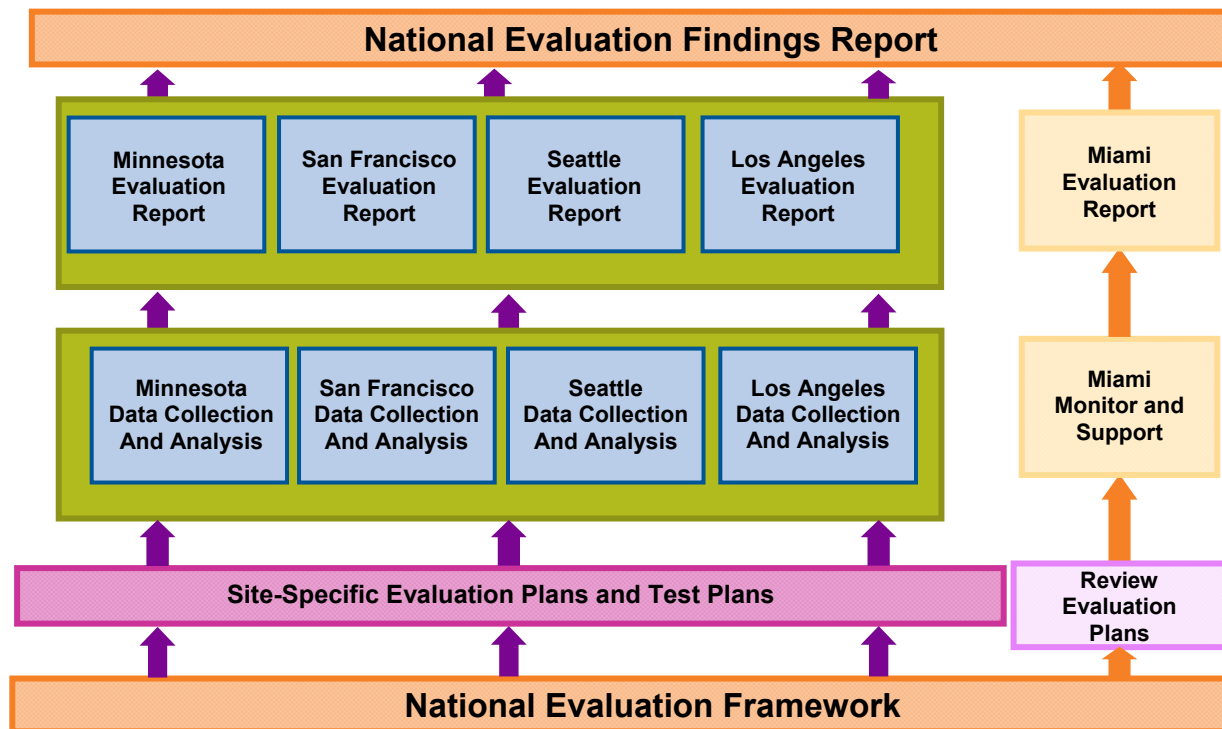 National Evaluation Findings Report
Minnesota
Evaluation
Report
San Francisco
Evaluation
Report
Seattle
Evaluation
Report
Los Angeles
Evaluation
Report
Miami
Evaluation
Report
Minnesota
Data Collection
And Analysis
San Francisco
Data Collection
And Analysis
Seattle
Data Collection
And Analysis
Los Angeles
Data Collection
And Analysis
Miami
Monitor and
Support
Site-Specific Evaluation Plans and Test Plans
Review
Evaluation
Plans
National Evaluation Framework